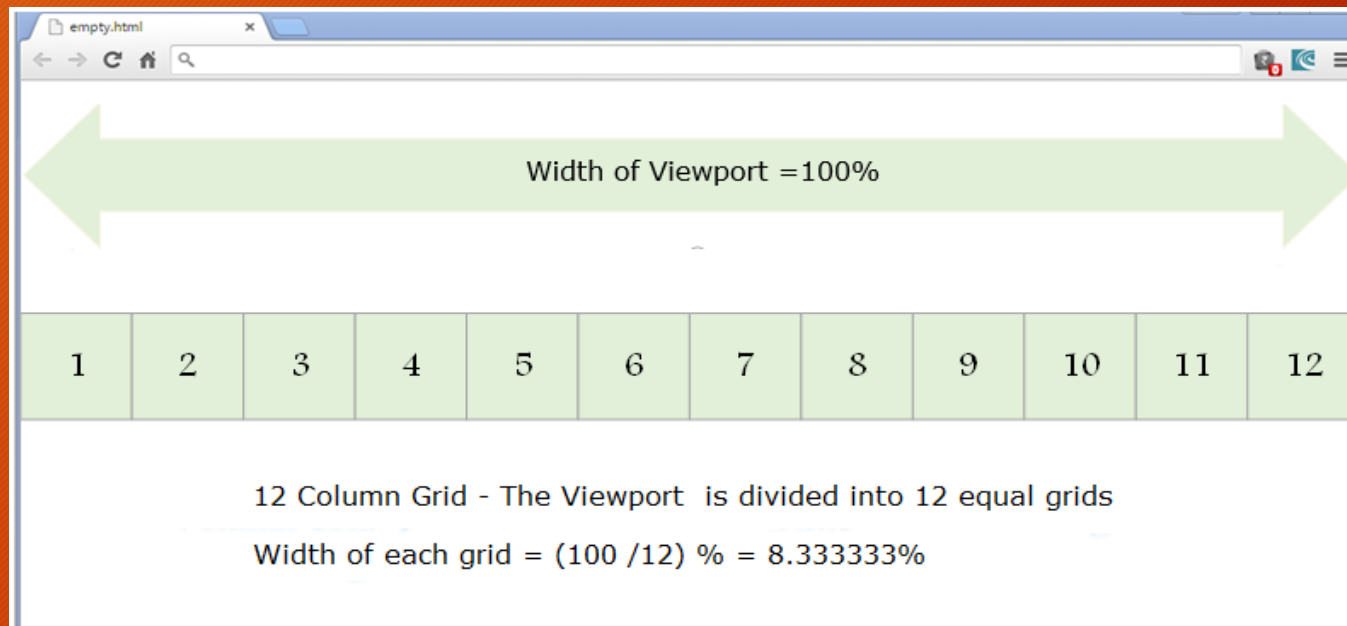 empty.html
0
Width of Viewport =100%
1 2 3 4 5 6 7 8 9 10 11 12
12 Column Grid - The Viewport is divided into 12 equal grids
Width of each grid = (100 /12) % = 8.333333%